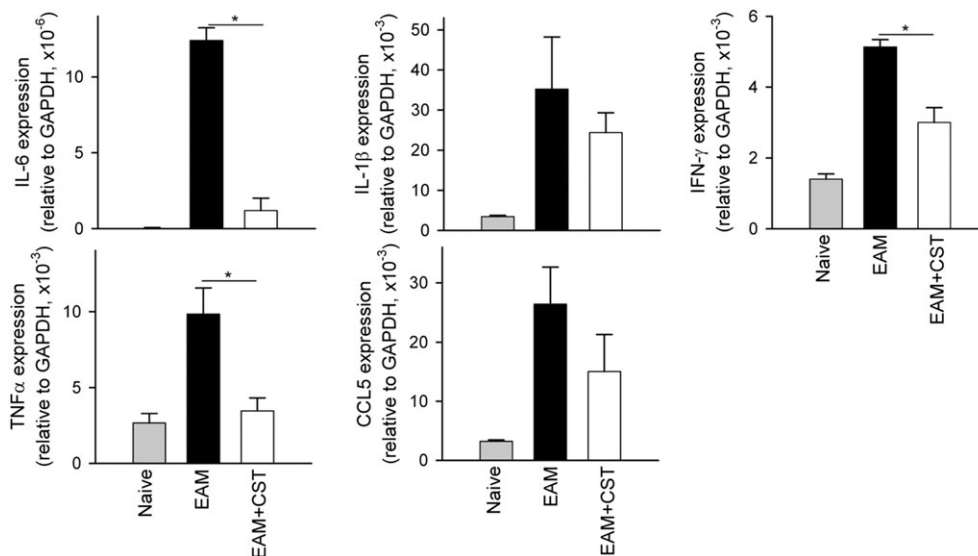 IL-6 expression
(relative to GAPDH, x10-6)
10
5
0
*
IL-1β expression
(relative to GAPDH, x10-3)
50
40
30
20
10
0
IFN-γ expression
(relative to GAPDH, x10-3)
6
4
2
0
*
Naive
EAM
EAM+CST
TNFα expression
(relative to GAPDH, x10-3)
10
5
0
*
Naive
EAM
EAM+CST
CCL5 expression
(relative to GAPDH, x10-3)
30
20
10
0
Naive
EAM
EAM+CST